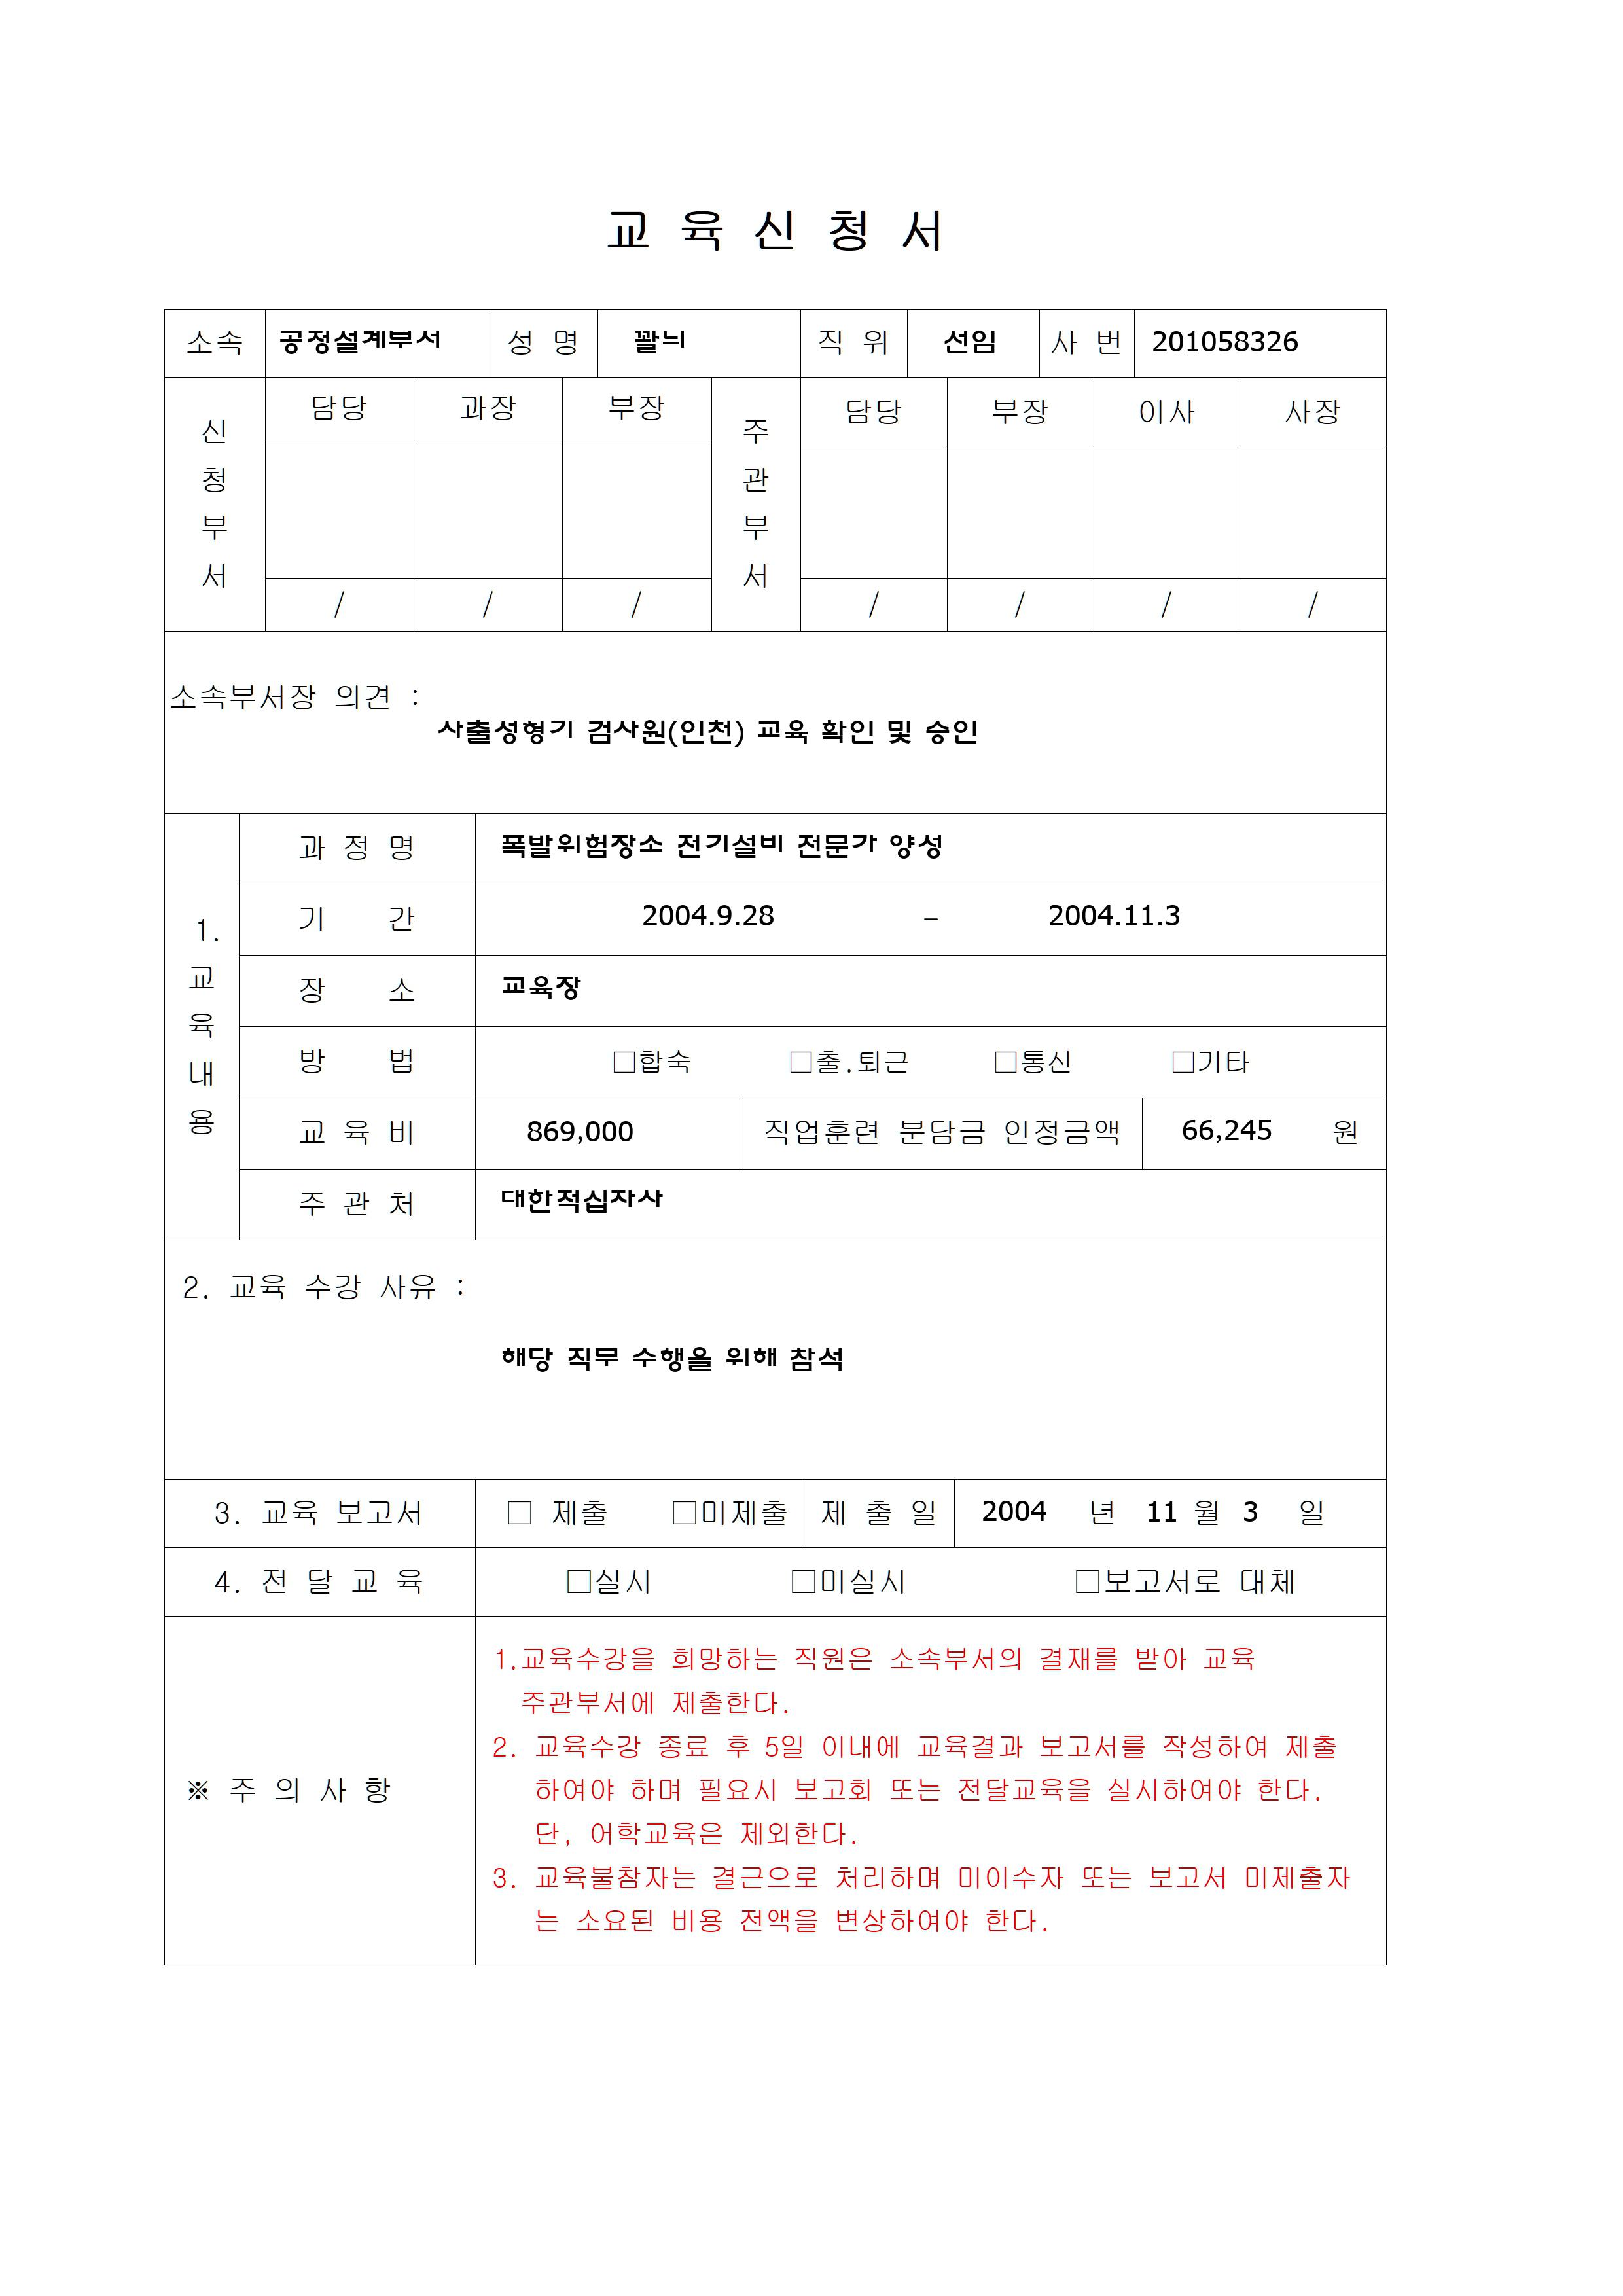 교 육 신 청 서
소속 공정설계부서 성 명 꽐늬 직 위 선임 사 번 201058326
신청부서 담당 과장 부장 주관부서 담당 부장 이사 사장
/ / / / / / /
소속부서장 의견 :
사출성형기 검사원(인천) 교육 확인 및 승인
1. 교육내용
과 정 명 폭발위험장소 전기설비 전문가 양성
기 간 2004.9.28 – 2004.11.3
장 소 교육장
방 법 □합숙 □출.퇴근 □통신 □기타
교 육 비 869,000 직업훈련 분담금 인정금액 66,245 원
주 관 처 대한적십자사
2. 교육 수강 사유 :
해당 직무 수행을 위해 참석
3. 교육 보고서 □ 제출 □미제출 제 출 일 2004 년 11 월 3 일
4. 전 달 교 육 □실시 □미실시 □보고서로 대체
※ 주 의 사 항
1.교육수강을 희망하는 직원은 소속부서의 결재를 받아 교육
주관부서에 제출한다.
2. 교육수강 종료 후 5일 이내에 교육결과 보고서를 작성하여 제출
하여야 하며 필요시 보고회 또는 전달교육을 실시하여야 한다.
단, 어학교육은 제외한다.
3. 교육불참자는 결근으로 처리하며 미이수자 또는 보고서 미제출자
는 소요된 비용 전액을 변상하여야 한다.